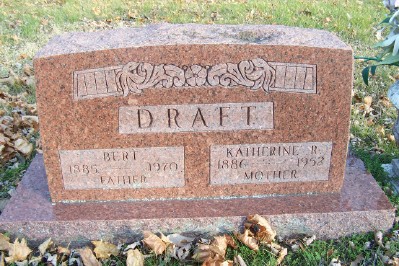 DRAFT
BERT
1885 1970
FATHER
KATHERINE R.
1886 1952
MOTHER